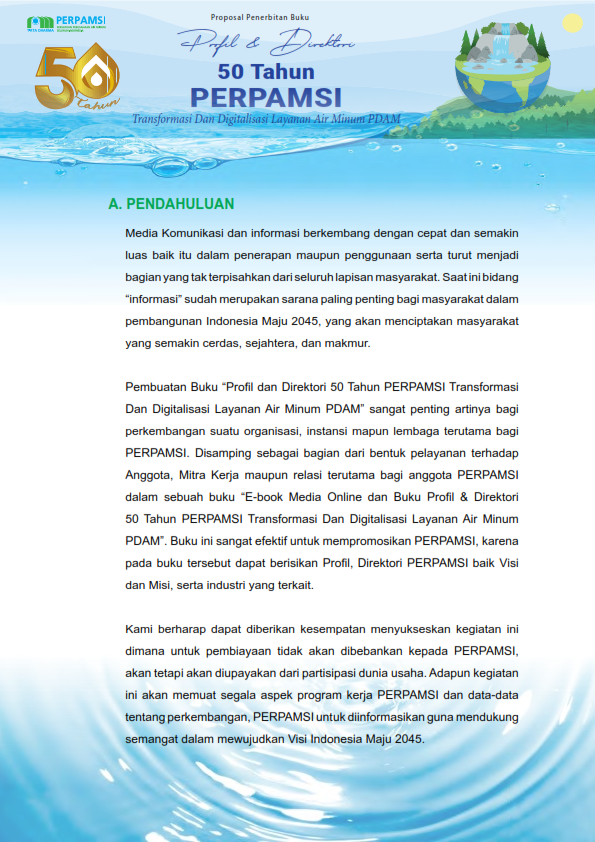 PERPAMSI
TIRTA DHARMA
50
tahun
Proposal Penerbitan Buku
Profil & Direktori
50 Tahun
PERPAMSI
Transformasi Dan Digitalisasi Layanan Air Minum PDAM
A. PENDAHULUAN
Media Komunikasi dan informasi berkembang dengan cepat dan semakin
luas baik itu dalam penerapan maupun penggunaan serta turut menjadi
bagian yang tak terpisahkan dari seluruh lapisan masyarakat. Saat ini bidang
“informasi” sudah merupakan sarana paling penting bagi masyarakat dalam
pembangunan Indonesia Maju 2045, yang akan menciptakan masyarakat
yang semakin cerdas, sejahtera, dan makmur.
Pembuatan Buku “Profil dan Direktori 50 Tahun PERPAMSI Transformasi
Dan Digitalisasi Layanan Air Minum PDAM” sangat penting artinya bagi
perkembangan suatu organisasi, instansi mapun lembaga terutama bagi
PERPAMSI. Disamping sebagai bagian dari bentuk pelayanan terhadap
Anggota, Mitra Kerja maupun relasi terutama bagi anggota PERPAMSI
dalam sebuah buku “E-book Media Online dan Buku Profil & Direktori
50 Tahun PERPAMSI Transformasi Dan Digitalisasi Layanan Air Minum
PDAM”. Buku ini sangat efektif untuk mempromosikan PERPAMSI, karena
pada buku tersebut dapat berisikan Profil, Direktori PERPAMSI baik Visi
dan Misi, serta industri yang terkait.
Kami berharap dapat diberikan kesempatan menyukseskan kegiatan ini
dimana untuk pembiayaan tidak akan dibebankan kepada PERPAMSI,
akan tetapi akan diupayakan dari partisipasi dunia usaha. Adapun kegiatan
ini akan memuat segala aspek program kerja PERPAMSI dan data-data
tentang perkembangan, PERPAMSI untuk diinformasikan guna mendukung
semangat dalam mewujudkan Visi Indonesia Maju 2045.